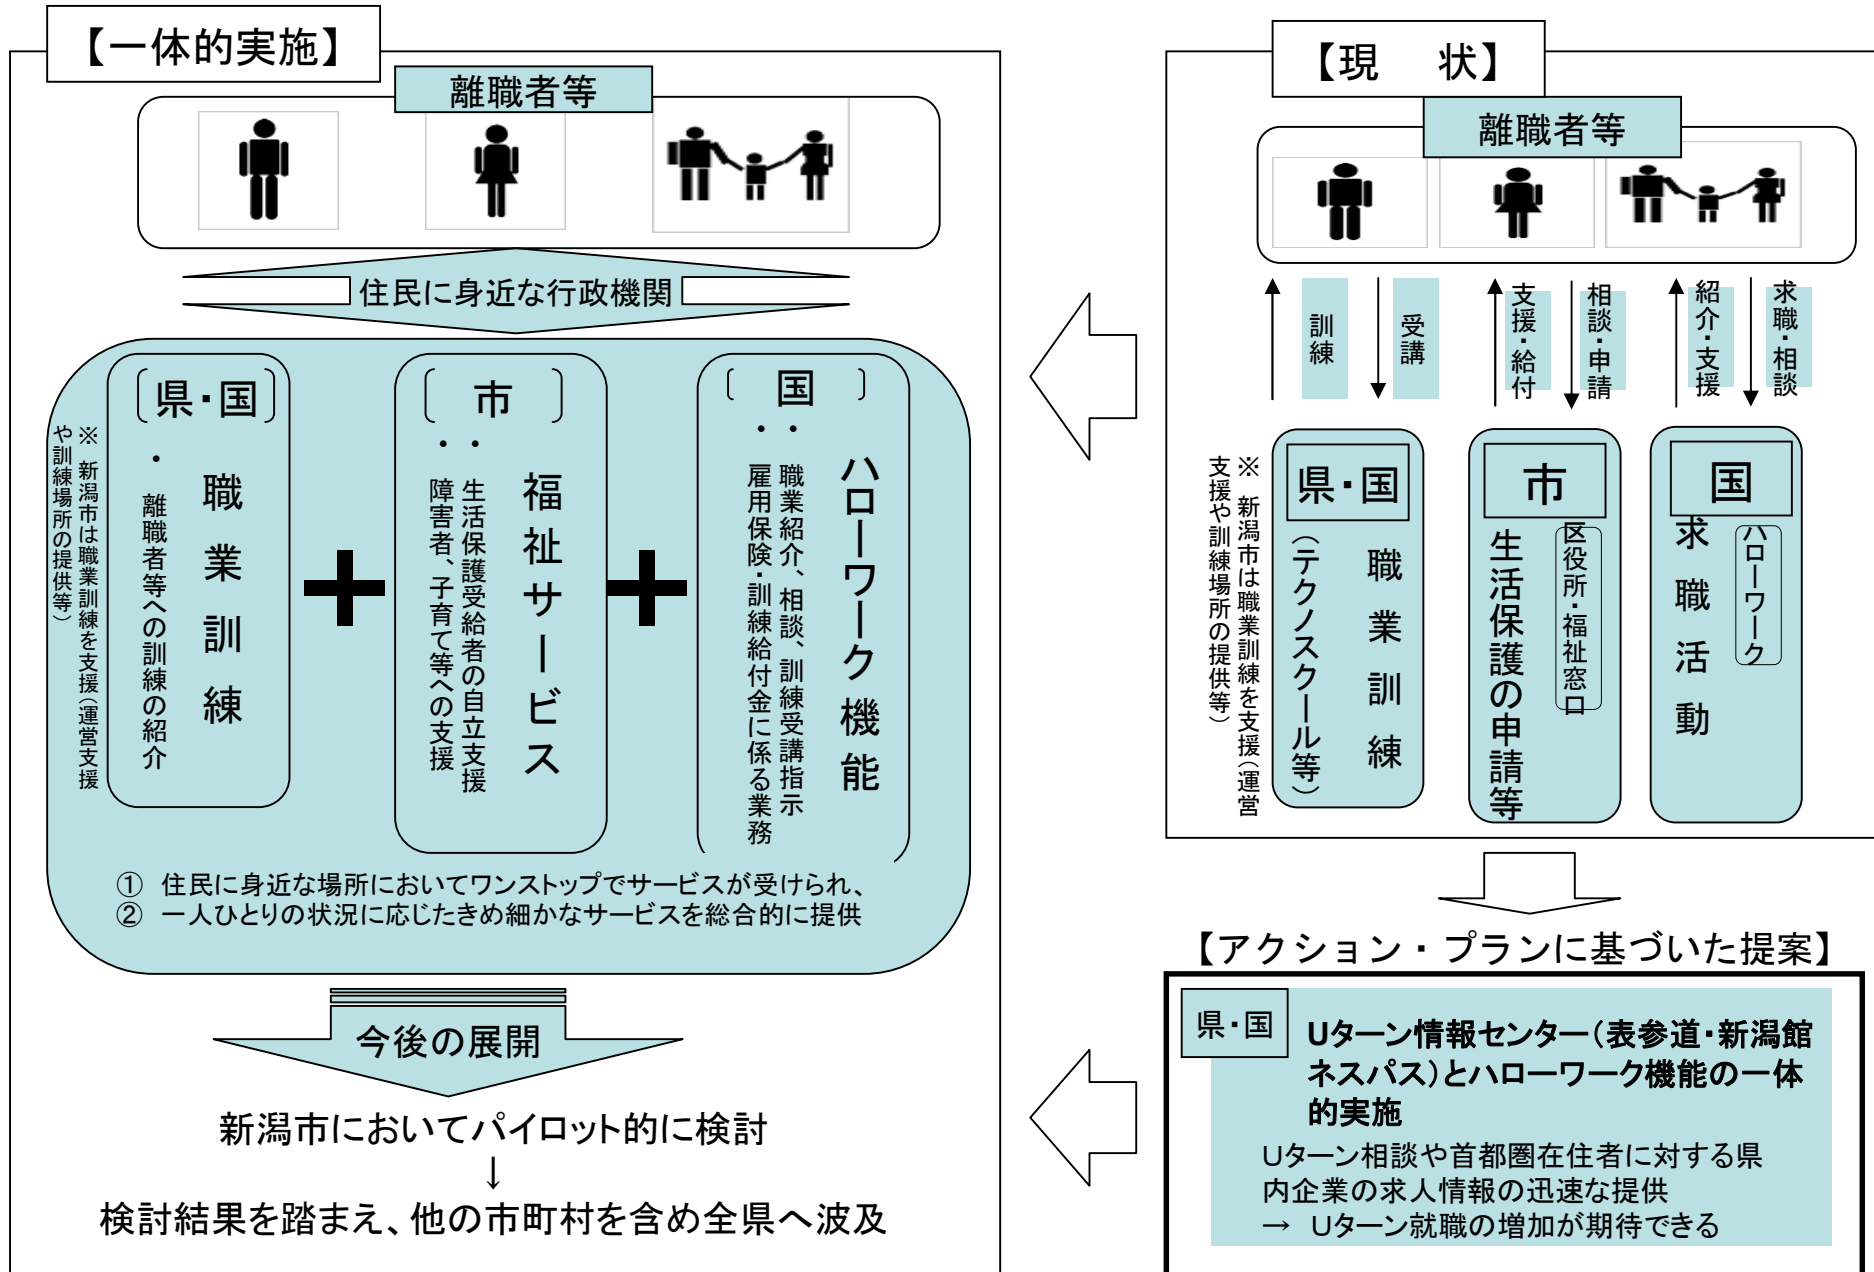 【一体的実施】
離職者等
住民に身近な行政機関
〔県・国〕
職業訓練
・離職者等への訓練の紹介
※ 新潟市は職業訓練を支援（運営支援
や訓練場所の提供等）
〔市〕
福祉サービス
・生活保護受給者の自立支援
・障害者、子育て等への支援
〔国〕
ハローワーク機能
・職業紹介、相談、訓練受講指示
・雇用保険・訓練給付金に係る業務
① 住民に身近な場所においてワンストップでサービスが受けられ、
② 一人ひとりの状況に応じたきめ細かなサービスを総合的に提供
今後の展開
新潟市においてパイロット的に検討
↓
検討結果を踏まえ、他の市町村を含め全県へ波及
【現 状】
離職者等
訓練
受講
支援・給付
相談・申請
紹介・支援
求職・相談
県・国
職業訓練
（テクノスクール等）
※ 新潟市は職業訓練を支援（運営
支援や訓練場所の提供等）
市
区役所・福祉窓口
生活保護の申請等
国
ハローワーク
求職活動
【アクション・プランに基づいた提案】
県・国
Uターン情報センター（表参道・新潟館
ネスパス）とハローワーク機能の一体
的実施
Uターン相談や首都圏在住者に対する県
内企業の求人情報の迅速な提供
→ Uターン就職の増加が期待できる